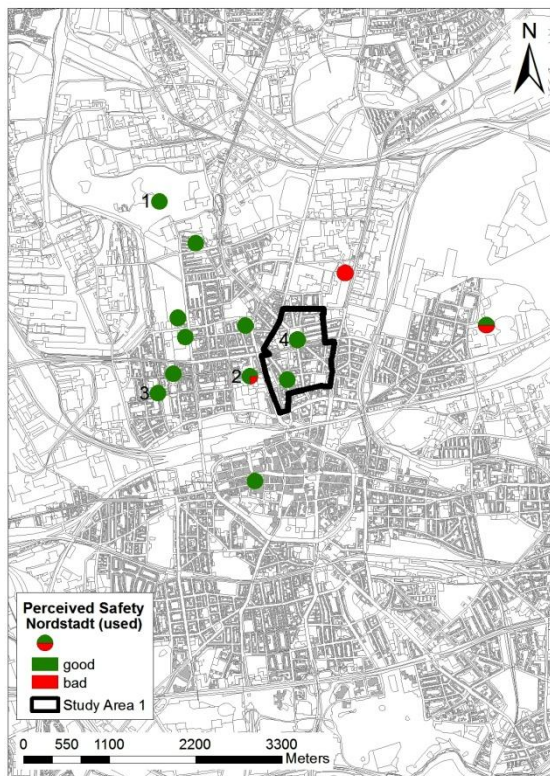 N
1
4
2
3
Perceived Safety
Nordstadt (used)
good
bad
Study Area 1
0 550 1100 2200 3300
Meters